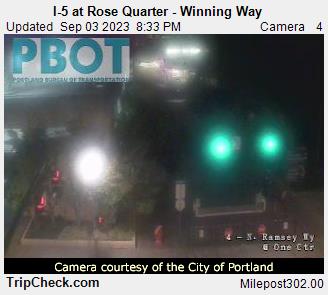 I-5 at Rose Quarter - Winning Way
Updated Sep 03 2023 8:33 PM Camera 4
PBOT
PORTLAND BUREAU OF TRANSPORTATION
4 - N. Ramsey Wy
@ One Ctr
Camera courtesy of the City of Portland
TripCheck.com Milepost302.00